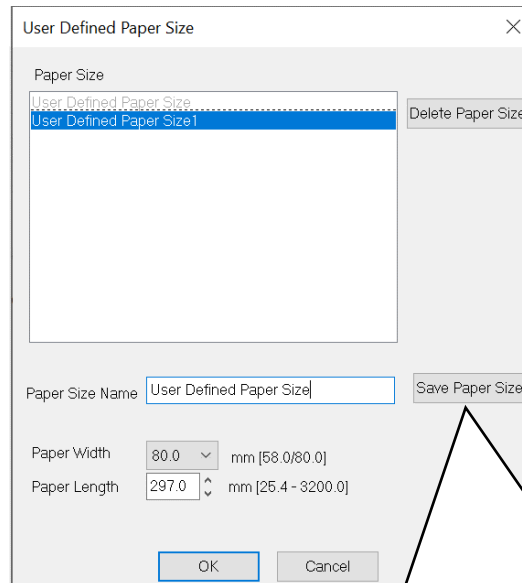 User Defined Paper Size
Paper Size
User Defined Paper Size
User Defined Paper Size1
Delete Paper Size
Paper Size Name User Defined Paper Size Save Paper Size
Paper Width 80.0 mm [58.0/80.0]
Paper Length 297.0 mm [25.4 - 3200.0]
OK Cancel